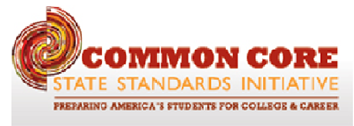 COMMON CORE
STATE STANDARDS INITIATIVE
PREPARING AMERICA'S STUDENTS FOR COLLEGE & CAREER